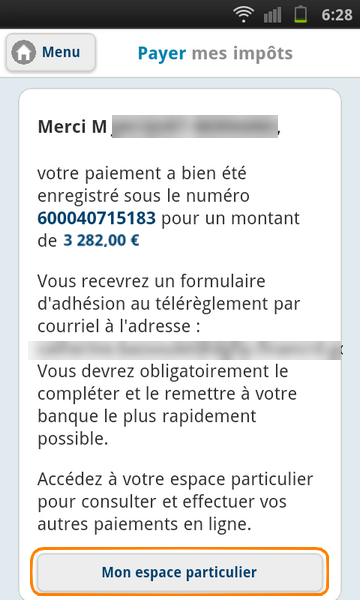 6:28
Menu
Payer mes impôts
Merci M ,
votre paiement a bien été
enregistré sous le numéro
600040715183 pour un montant
de 3 282,00 €
Vous recevrez un formulaire
d'adhésion au télérèglement par
courriel à l'adresse :
Vous devrez obligatoirement le
compléter et le remettre à votre
banque le plus rapidement
possible.
Accédez à votre espace particulier
pour consulter et effectuer vos
autres paiements en ligne.
Mon espace particulier